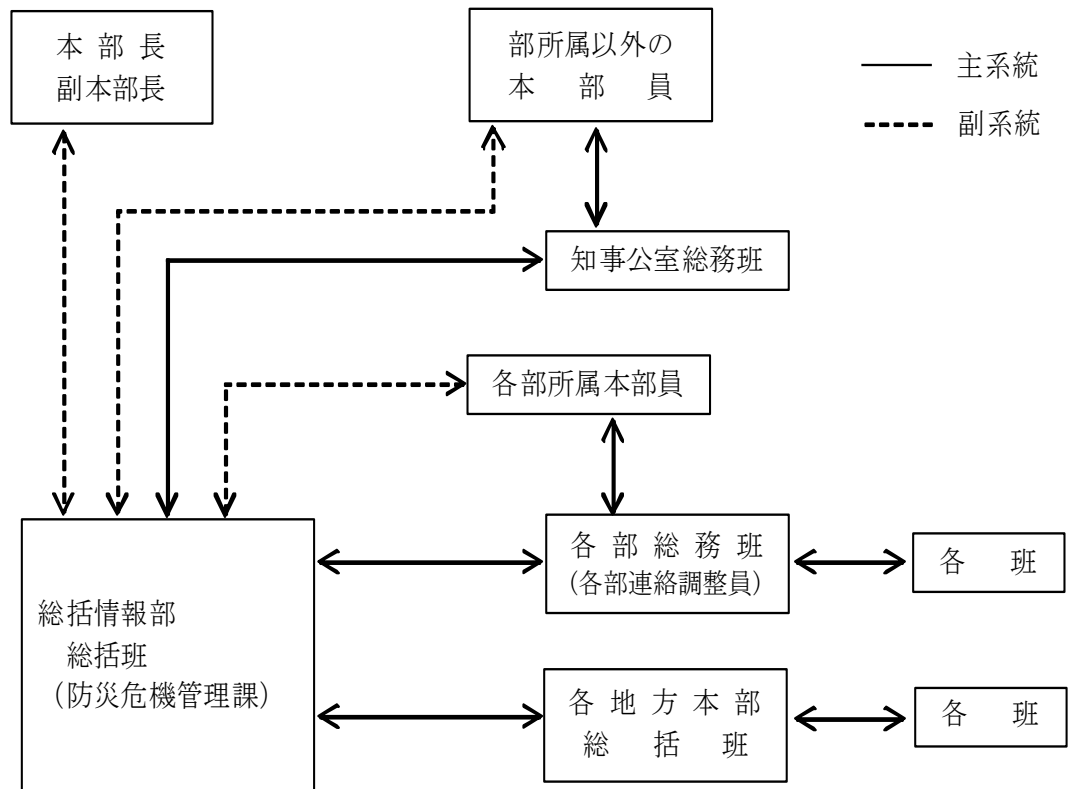 本部長
副本部長
部所属以外の
本部員
主系統
副系統
知事公室総務班
各部所属本部員
各部総務班
(各部連絡調整員)
各班
総括情報部
総括班
(防災危機管理課)
各地方本部
総括班
各班